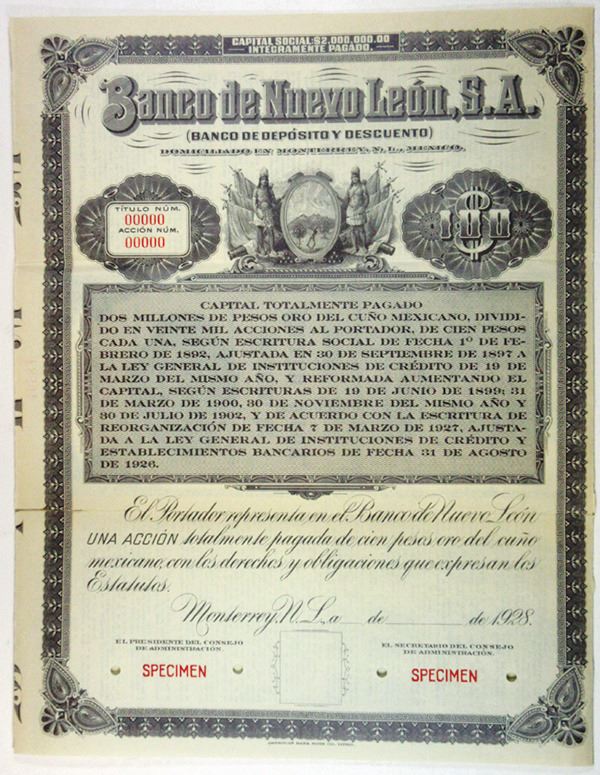 CAPITAL SOCIAL: $2.000,000.00
INTEGRAMENTE PAGADO.
Banco de Nuevo León, S.A.
(BANCO DE DEPÓSITO Y DESCUENTO)
DOMICILIADO EN MONTERREY, N. L., MEXICO.
TÍTULO NÚM.
00000
ACCIÓN NÚM.
00000
$100
CAPITAL TOTALMENTE PAGADO
DOS MILLONES DE PESOS ORO DEL CUÑO MEXICANO, DIVIDI-
DO EN VEINTE MIL ACCIONES AL PORTADOR, DE CIEN PESOS
CADA UNA, SEGÚN ESCRITURA SOCIAL DE FECHA 1º DE FE-
BRERO DE 1892, AJUSTADA EN 30 DE SEPTIEMBRE DE 1897 A
LA LEY GENERAL DE INSTITUCIONES DE CRÉDITO DE 19 DE
MARZO DEL MISMO AÑO, Y REFORMADA AUMENTANDO EL
CAPITAL, SEGÚN ESCRITURAS DE 19 DE JUNIO DE 1899; 31
DE MARZO DE 1900, 30 DE NOVIEMBRE DEL MISMO AÑO Y
30 DE JULIO DE 1902, Y DE ACUERDO CON LA ESCRITURA DE
REORGANIZACIÓN DE FECHA 7 DE MARZO DE 1927, AJUSTA-
DA A LA LEY GENERAL DE INSTITUCIONES DE CRÉDITO Y
ESTABLECIMIENTOS BANCARIOS DE FECHA 31 DE AGOSTO
DE 1926.
El Portador representa en el Banco de Nuevo León
UNA ACCIÓN totalmente pagada de cien pesos oro del cuño
mexicano, con los derechos y obligaciones que expresan los
Estatutos.
Monterrey, N. L., a de de 1928.
EL PRESIDENTE DEL CONSEJO
DE ADMINISTRACIÓN.
SPECIMEN
EL SECRETARIO DEL CONSEJO
DE ADMINISTRACIÓN.
SPECIMEN
AMERICAN BANK NOTE CO.